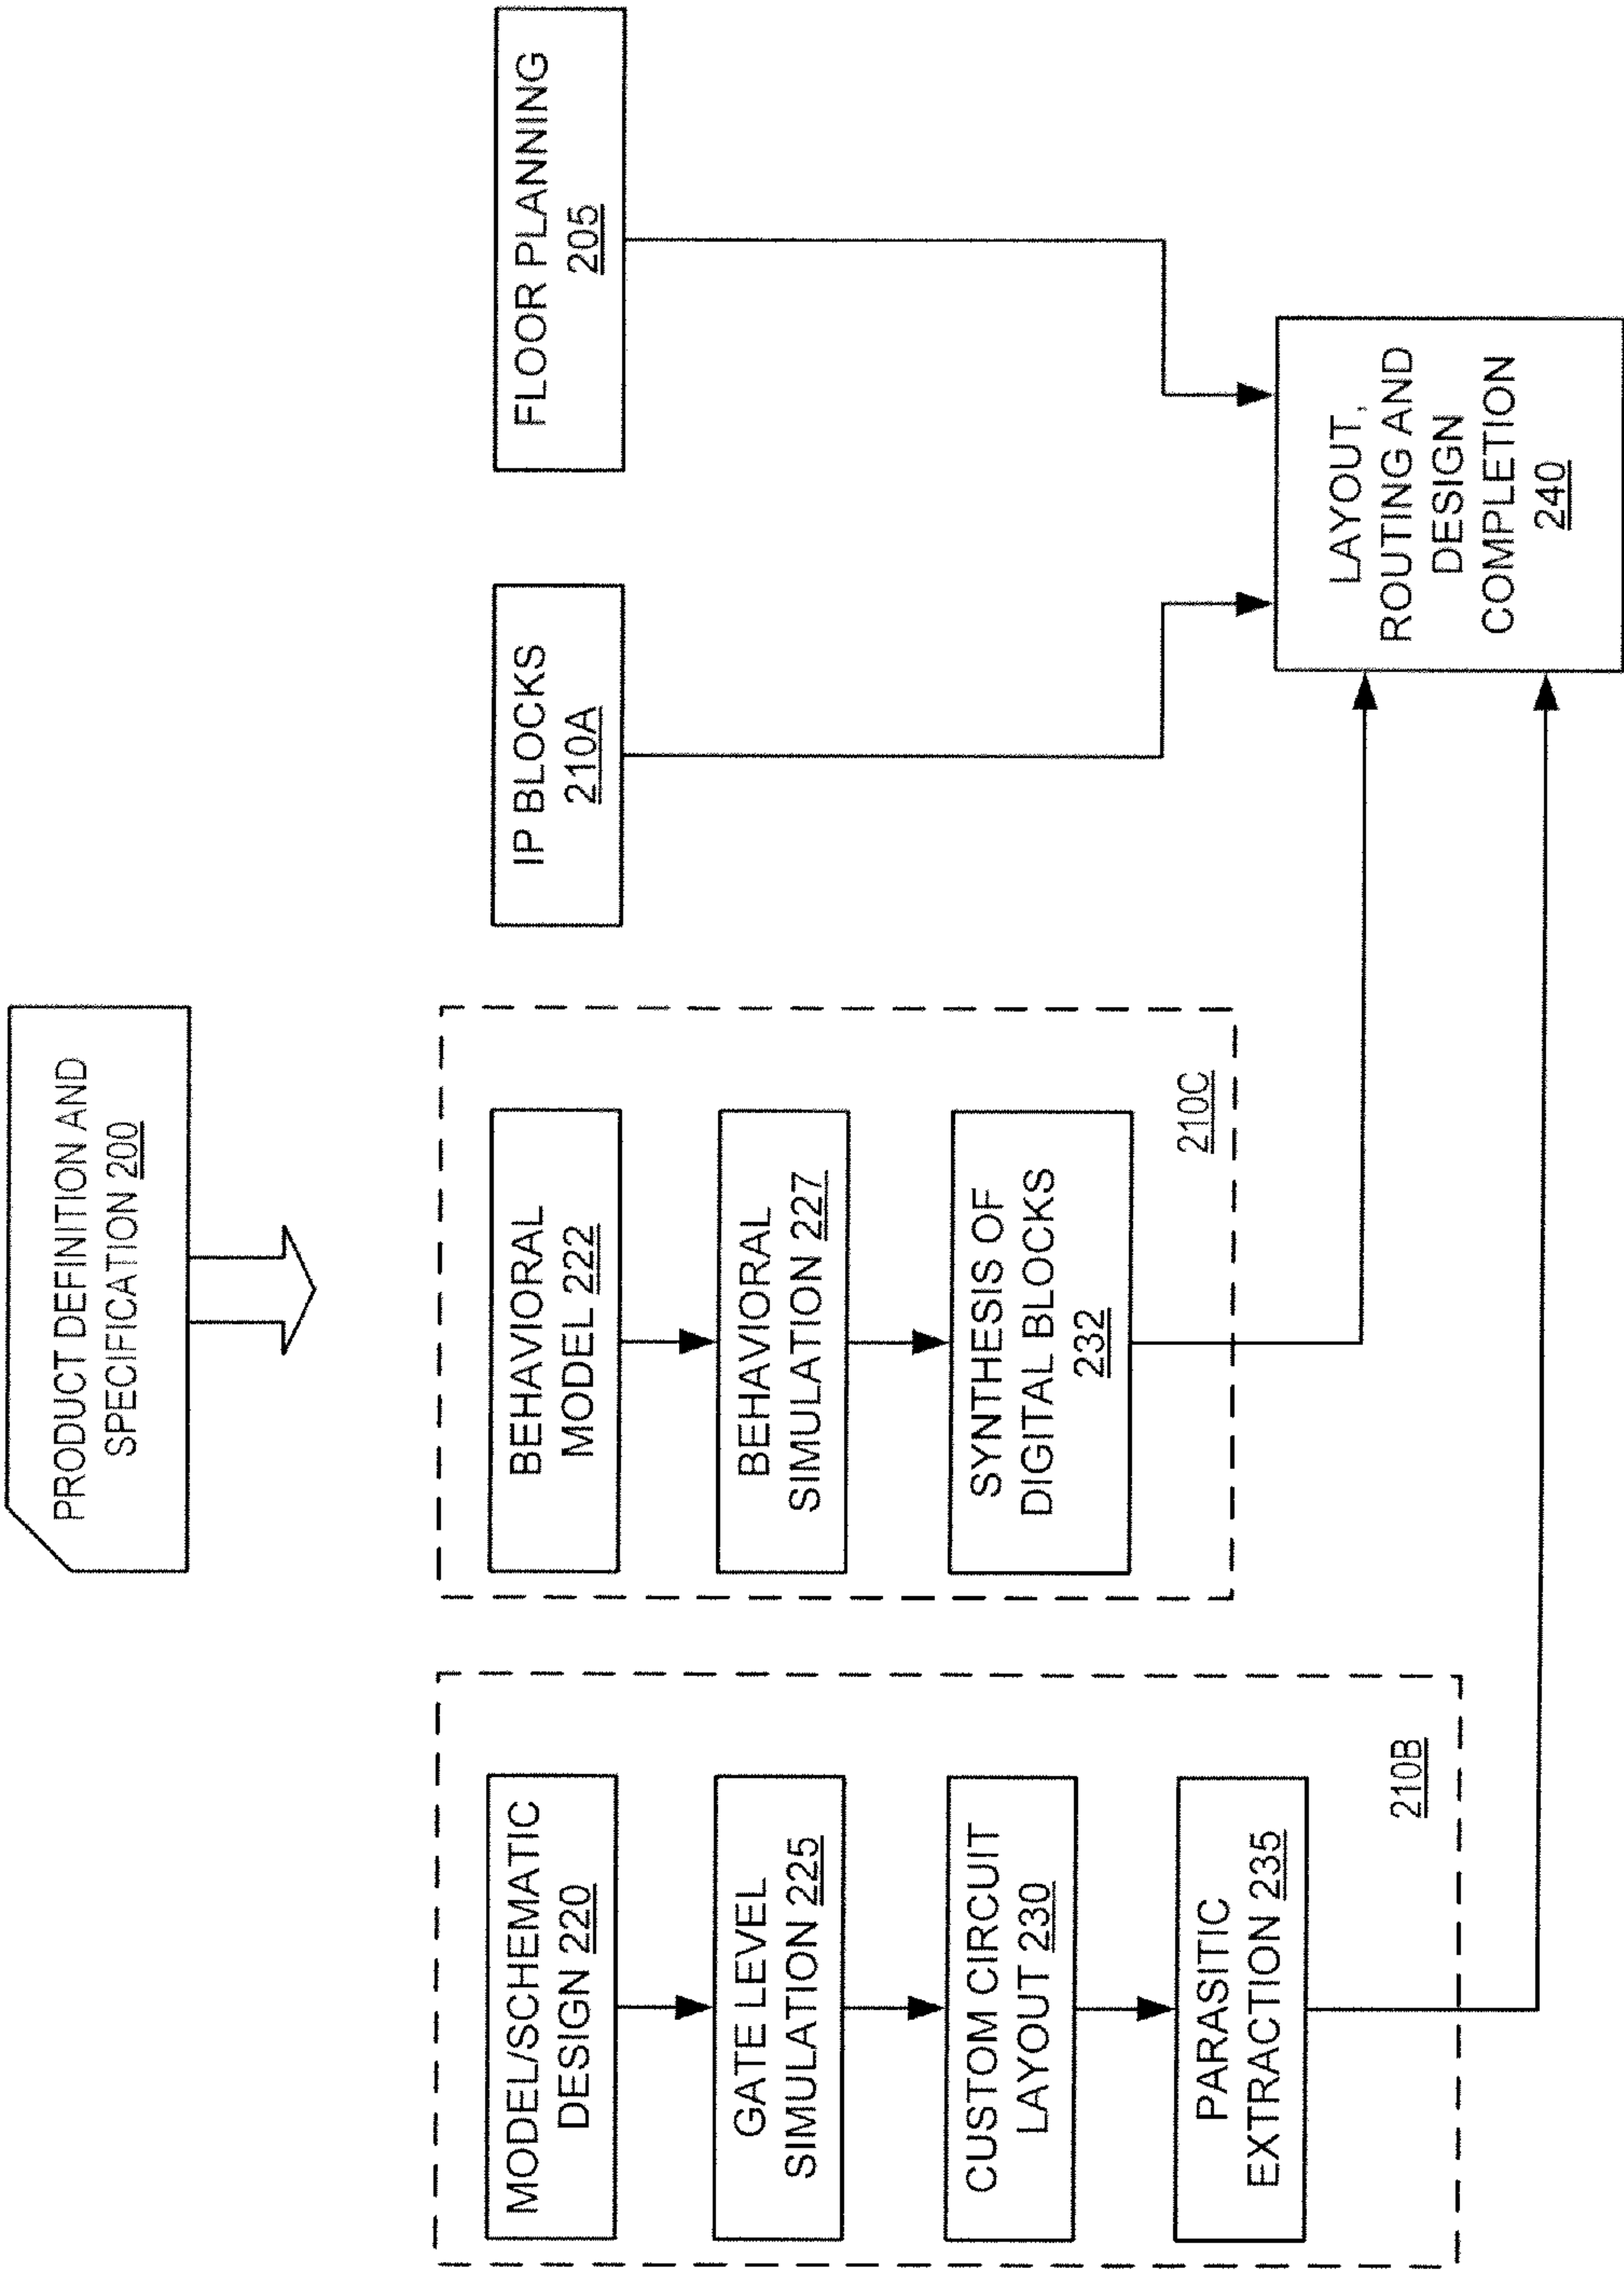 PRODUCT DEFINITION AND
SPECIFICATION 200
MODEL/SCHEMATIC
DESIGN 220
GATE LEVEL
SIMULATION 225
CUSTOM CIRCUIT
LAYOUT 230
PARASITIC
EXTRACTION 235
210B
BEHAVIORAL
MODEL 222
BEHAVIORAL
SIMULATION 227
SYNTHESIS OF
DIGITAL BLOCKS
232
210C
IP BLOCKS
210A
FLOOR PLANNING
205
LAYOUT,
ROUTING AND
DESIGN
COMPLETION
240